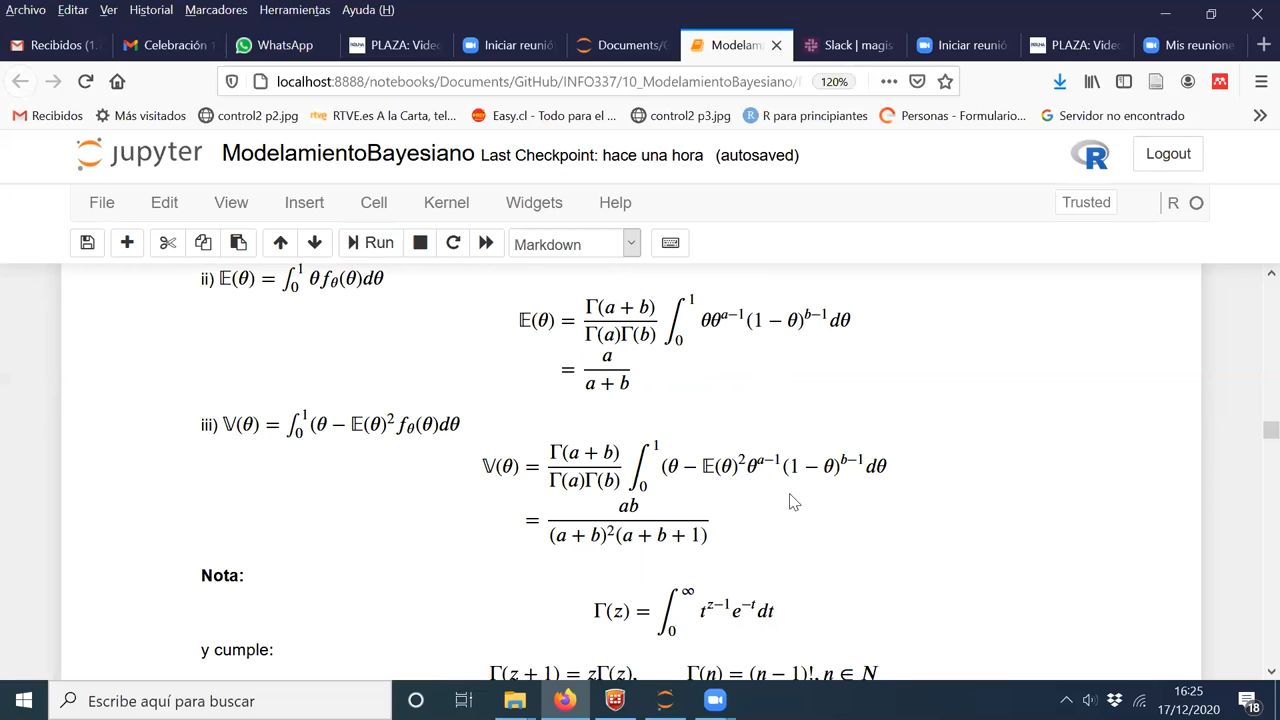 Archivo Editar Ver Historial Marcadores Herramientas Ayuda (H)
Recibidos (1. Celebración 1 WhatsApp PLAZA: Vide Iniciar reunió Documents/ Modelam Slack | magis Iniciar reunió PLAZA: Vide Mis reunione
localhost:8888/notebooks/Documents/GitHub/INFO337/10_ModelamientoBayesiano/ 120%
Recibidos Más visitados control2 p2.jpg RTVE.es A la Carta, tel... Easy.cl - Todo para el ... control2 p3.jpg R para principiantes Personas - Formulario... Servidor no encontrado
jupyter ModelamientoBayesiano Last Checkpoint: hace una hora (autosaved) Logout
File Edit View Insert Cell Kernel Widgets Help Trusted R
Run Markdown
ii) 𝔼(θ) = ∫₀¹ θf_θ(θ)dθ
𝔼(θ) = Γ(a + b) / Γ(a)Γ(b) ∫₀¹ θθ^{a−1}(1 − θ)^{b−1}dθ
= a / a + b
iii) 𝕍(θ) = ∫₀¹(θ − 𝔼(θ)² f_θ(θ)dθ
𝕍(θ) = Γ(a + b) / Γ(a)Γ(b) ∫₀¹ (θ − 𝔼(θ)²θ^{a−1}(1 − θ)^{b−1}dθ
= ab / (a + b)²(a + b + 1)
Nota:
Γ(z) = ∫₀^∞ t^{z−1}e^{−t}dt
y cumple:
Γ(z + 1) = zΓ(z), Γ(n) = (n − 1)!, n ∈ N
Escribe aquí para buscar
16:25
17/12/2020
18